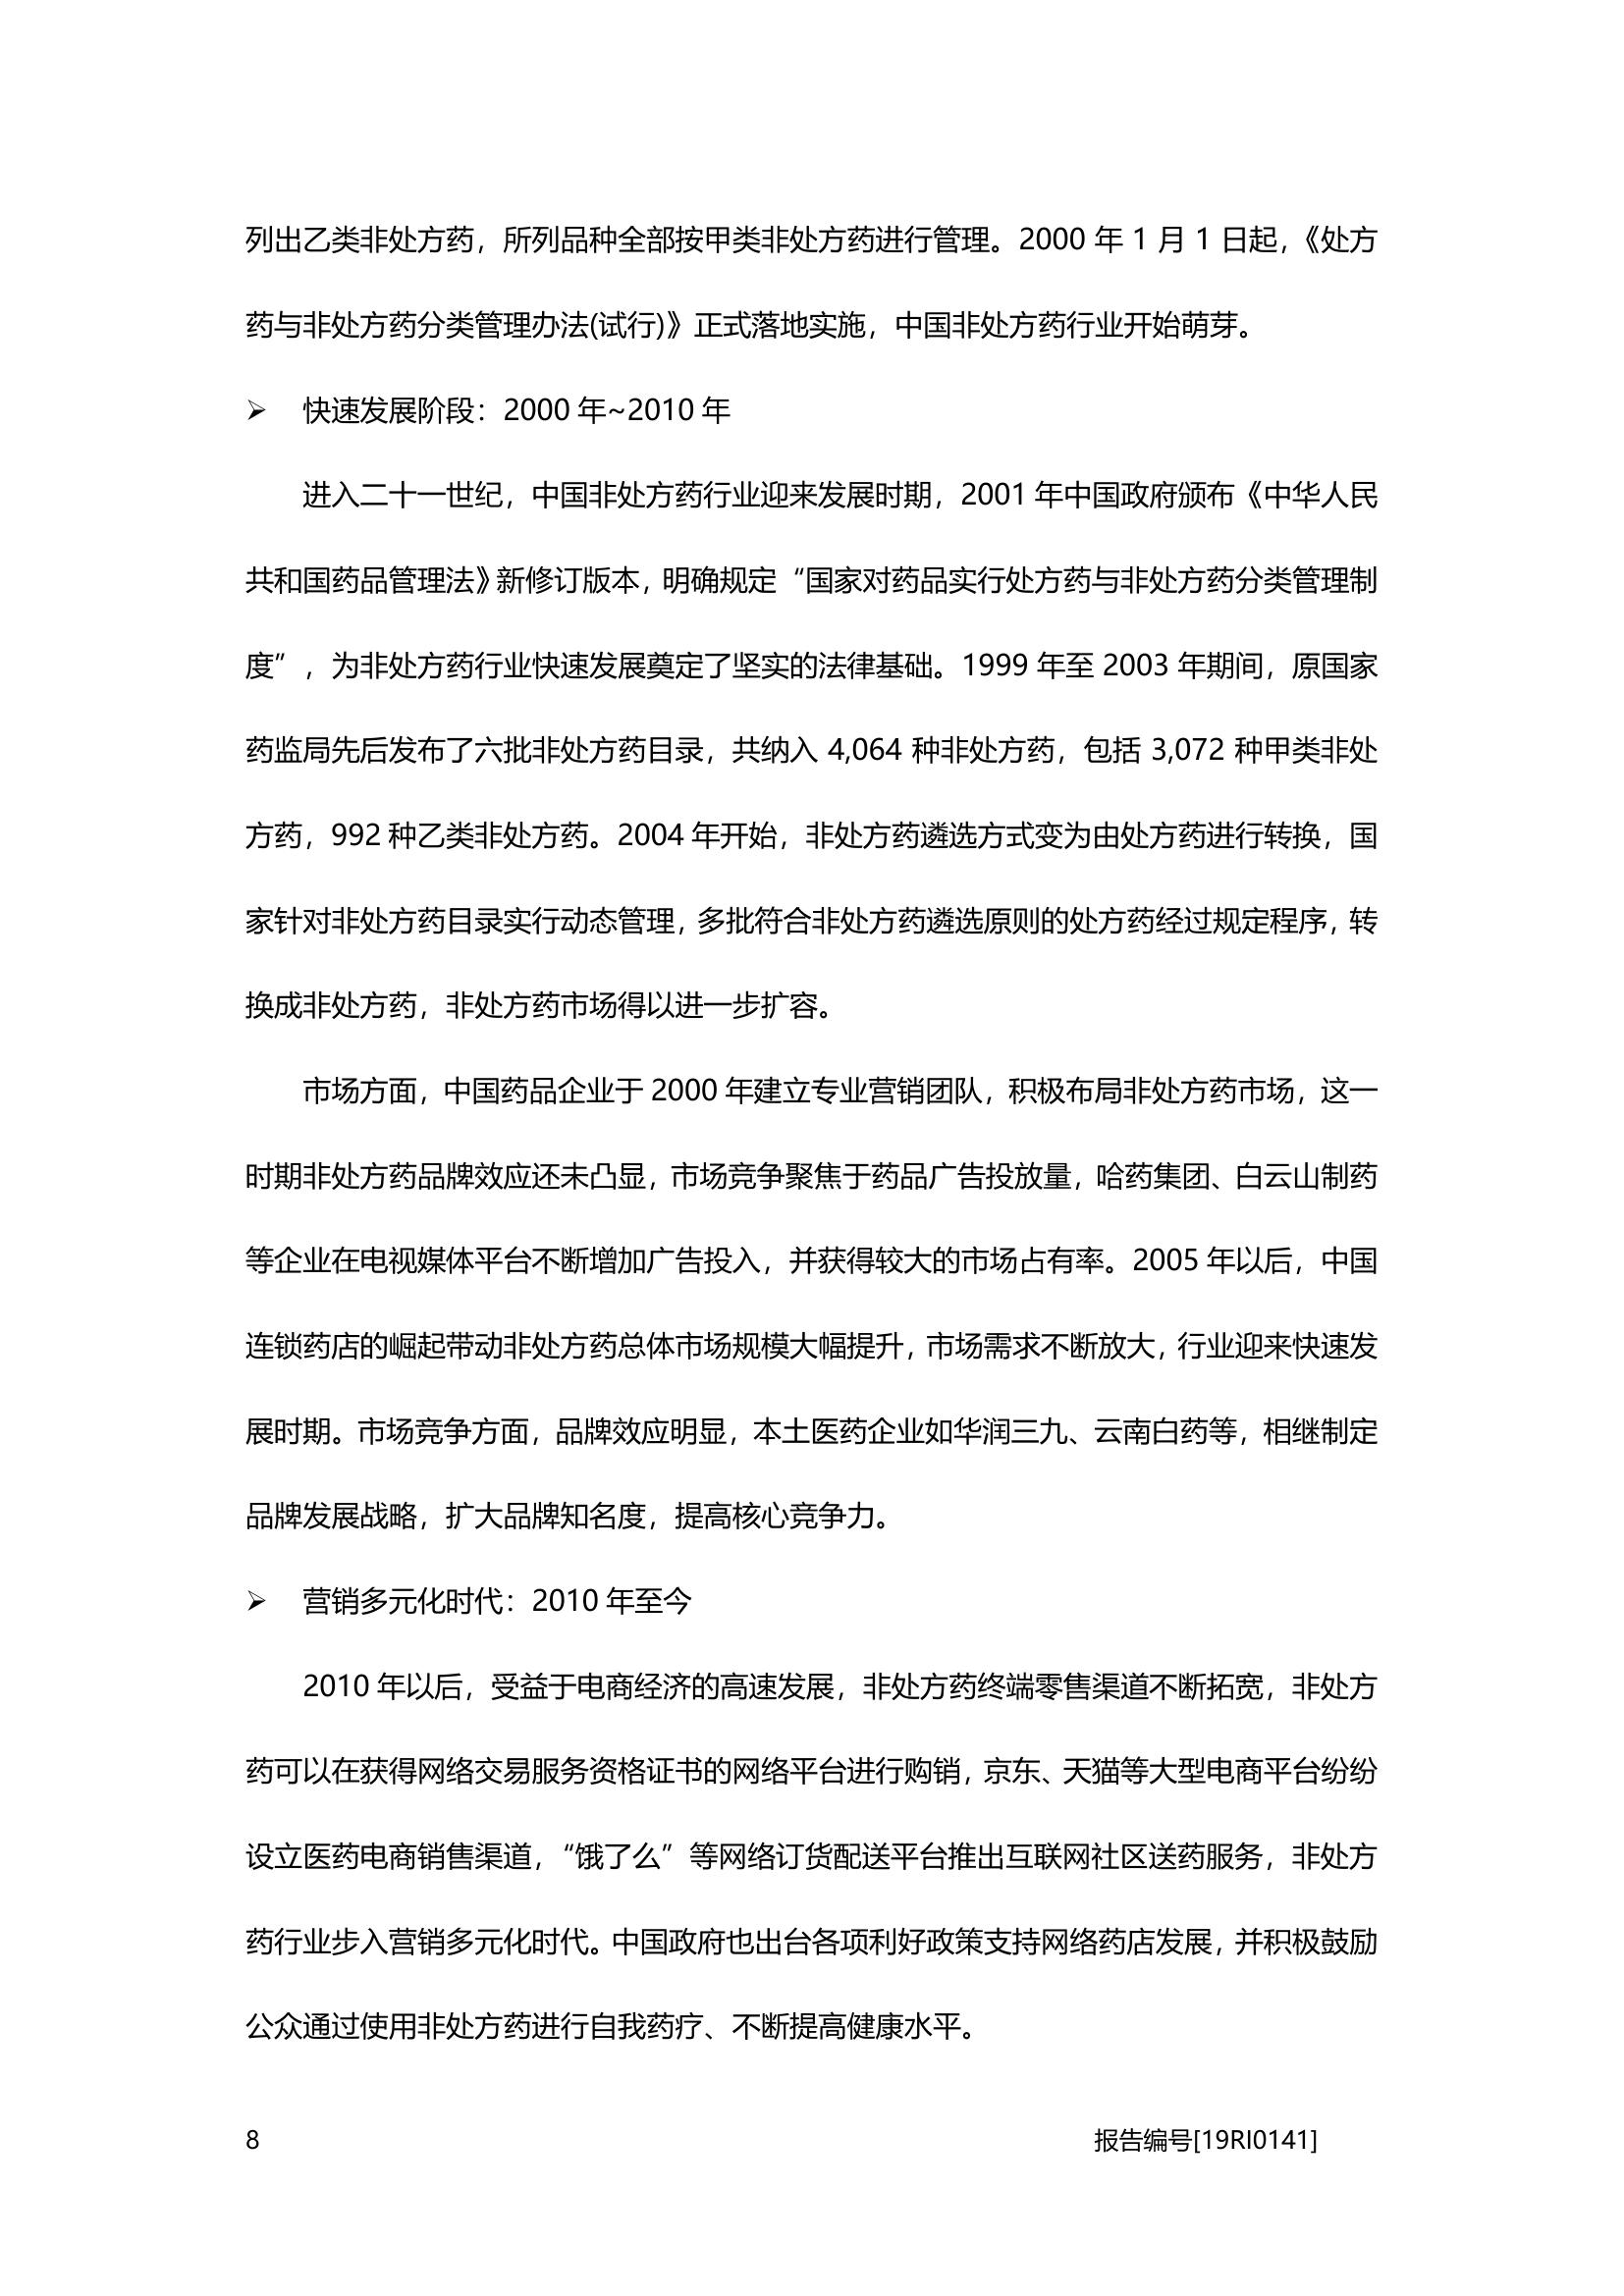 列出乙类非处方药，所列品种全部按甲类非处方药进行管理。2000 年 1 月 1 日起，《处方
药与非处方药分类管理办法(试行)》正式落地实施，中国非处方药行业开始萌芽。
➢ 快速发展阶段：2000 年~2010 年
进入二十一世纪，中国非处方药行业迎来发展时期，2001 年中国政府颁布《中华人民
共和国药品管理法》新修订版本，明确规定“国家对药品实行处方药与非处方药分类管理制
度”，为非处方药行业快速发展奠定了坚实的法律基础。1999 年至 2003 年期间，原国家
药监局先后发布了六批非处方药目录，共纳入 4,064 种非处方药，包括 3,072 种甲类非处
方药，992 种乙类非处方药。2004 年开始，非处方药遴选方式变为由处方药进行转换，国
家针对非处方药目录实行动态管理，多批符合非处方药遴选原则的处方药经过规定程序，转
换成非处方药，非处方药市场得以进一步扩容。
市场方面，中国药品企业于 2000 年建立专业营销团队，积极布局非处方药市场，这一
时期非处方药品牌效应还未凸显，市场竞争聚焦于药品广告投放量，哈药集团、白云山制药
等企业在电视媒体平台不断增加广告投入，并获得较大的市场占有率。2005 年以后，中国
连锁药店的崛起带动非处方药总体市场规模大幅提升，市场需求不断放大，行业迎来快速发
展时期。市场竞争方面，品牌效应明显，本土医药企业如华润三九、云南白药等，相继制定
品牌发展战略，扩大品牌知名度，提高核心竞争力。
➢ 营销多元化时代：2010 年至今
2010 年以后，受益于电商经济的高速发展，非处方药终端零售渠道不断拓宽，非处方
药可以在获得网络交易服务资格证书的网络平台进行购销，京东、天猫等大型电商平台纷纷
设立医药电商销售渠道，“饿了么”等网络订货配送平台推出互联网社区送药服务，非处方
药行业步入营销多元化时代。中国政府也出台各项利好政策支持网络药店发展，并积极鼓励
公众通过使用非处方药进行自我药疗、不断提高健康水平。
8 报告编号[19RI0141]